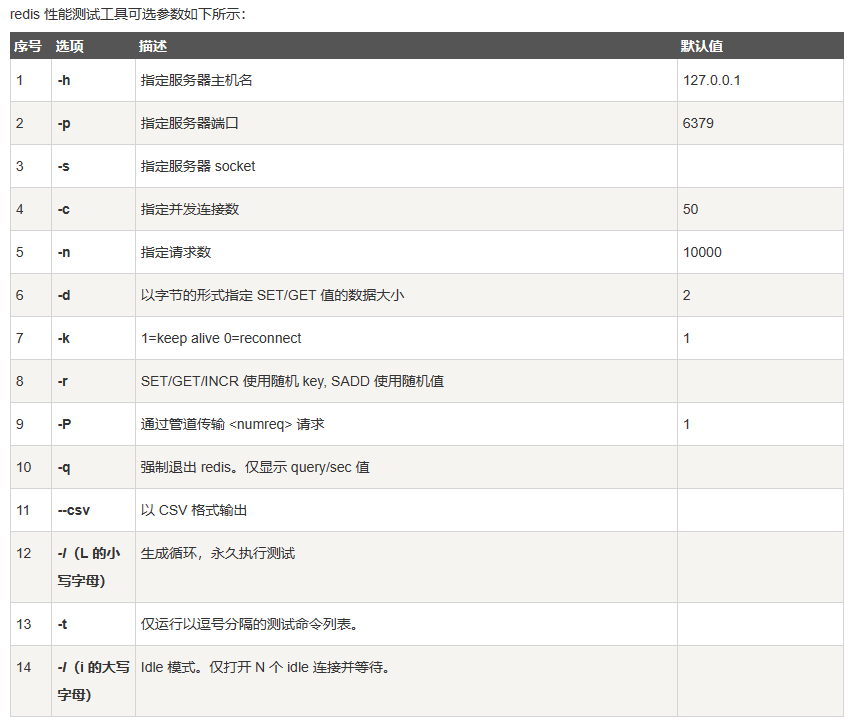 redis 性能测试工具可选参数如下所示：
序号 选项 描述 默认值
1 -h 指定服务器主机名 127.0.0.1
2 -p 指定服务器端口 6379
3 -s 指定服务器 socket
4 -c 指定并发连接数 50
5 -n 指定请求数 10000
6 -d 以字节的形式指定 SET/GET 值的数据大小 2
7 -k 1=keep alive 0=reconnect 1
8 -r SET/GET/INCR 使用随机 key, SADD 使用随机值
9 -P 通过管道传输 <numreq> 请求 1
10 -q 强制退出 redis。仅显示 query/sec 值
11 --csv 以 CSV 格式输出
12 -l（L 的小 生成循环，永久执行测试
写字母）
13 -t 仅运行以逗号分隔的测试命令列表。
14 -I（i 的大写 Idle 模式。仅打开 N 个 idle 连接并等待。
字母）